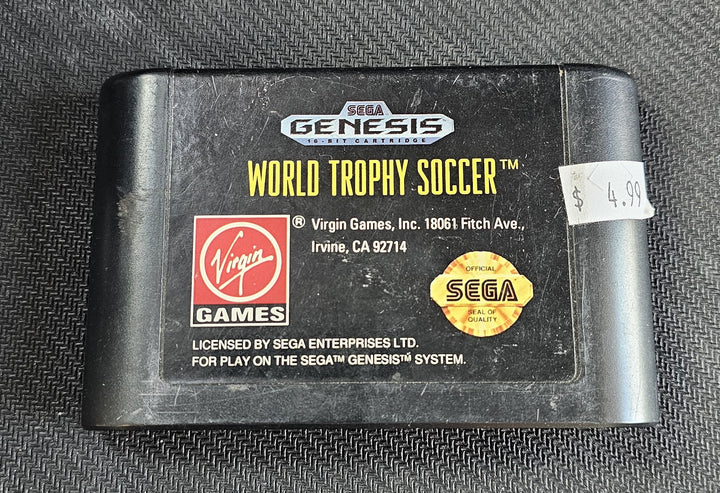 SEGA
GENESIS
16-BIT CARTRIDGE
WORLD TROPHY SOCCER™
$ 4.99
Virgin
GAMES
® Virgin Games, Inc. 18061 Fitch Ave.,
Irvine, CA 92714
OFFICIAL
SEGA
SEAL OF
QUALITY
LICENSED BY SEGA ENTERPRISES LTD.
FOR PLAY ON THE SEGA™ GENESIS™ SYSTEM.